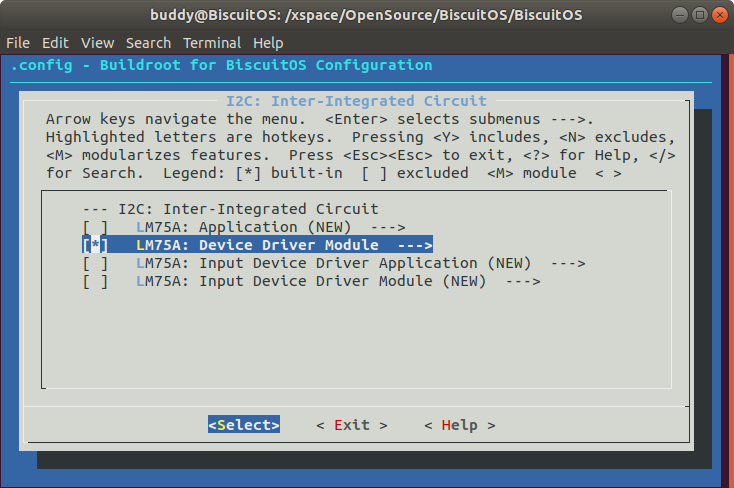 buddy@BiscuitOS: /xspace/OpenSource/BiscuitOS/BiscuitOS
File Edit View Search Terminal Help
.config - Buildroot for BiscuitOS Configuration
I2C: Inter-Integrated Circuit
Arrow keys navigate the menu.  <Enter> selects submenus --->.
Highlighted letters are hotkeys.  Pressing <Y> includes, <N> excludes,
<M> modularizes features.  Press <Esc><Esc> to exit, <?> for Help, </>
for Search.  Legend: [*] built-in  [ ] excluded  <M> module  < >
--- I2C: Inter-Integrated Circuit
[ ]   LM75A: Application (NEW)  --->
[*]   LM75A: Device Driver Module  --->
[ ]   LM75A: Input Device Driver Application (NEW)  --->
[ ]   LM75A: Input Device Driver Module (NEW)  --->
<Select>    < Exit >    < Help >